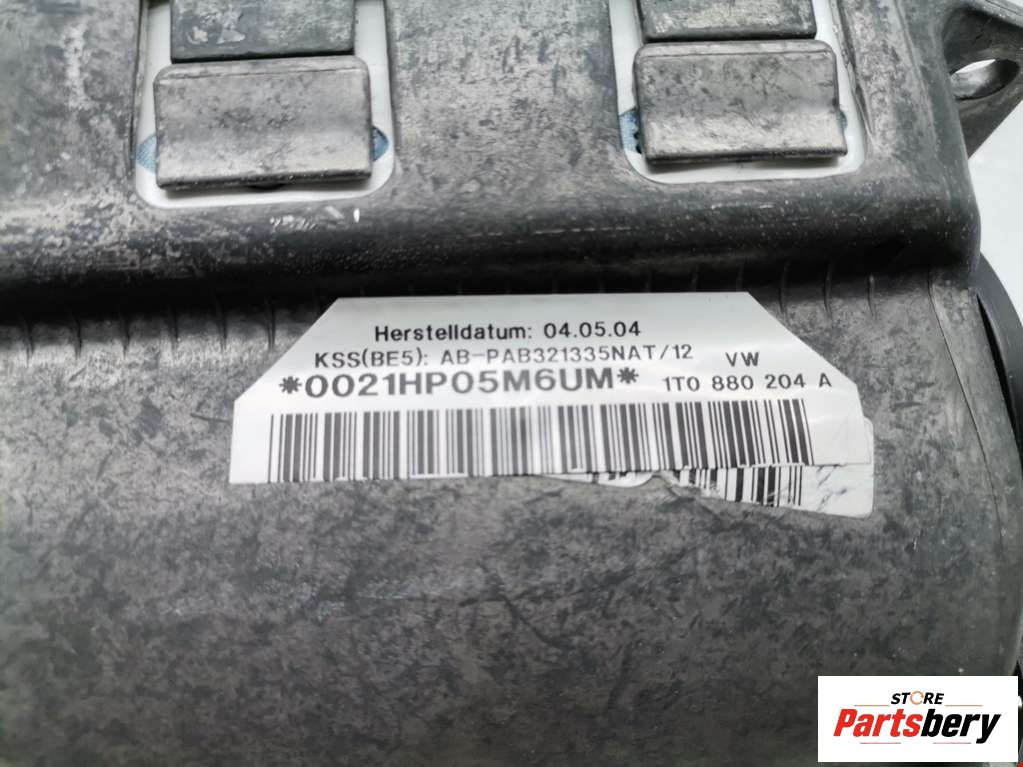 Herstelldatum: 04.05.04
KSS(BE5): AB-PAB321335NAT/12 VW
*0021HP05M6UM* 1T0 880 204 A
STORE
Partsbery